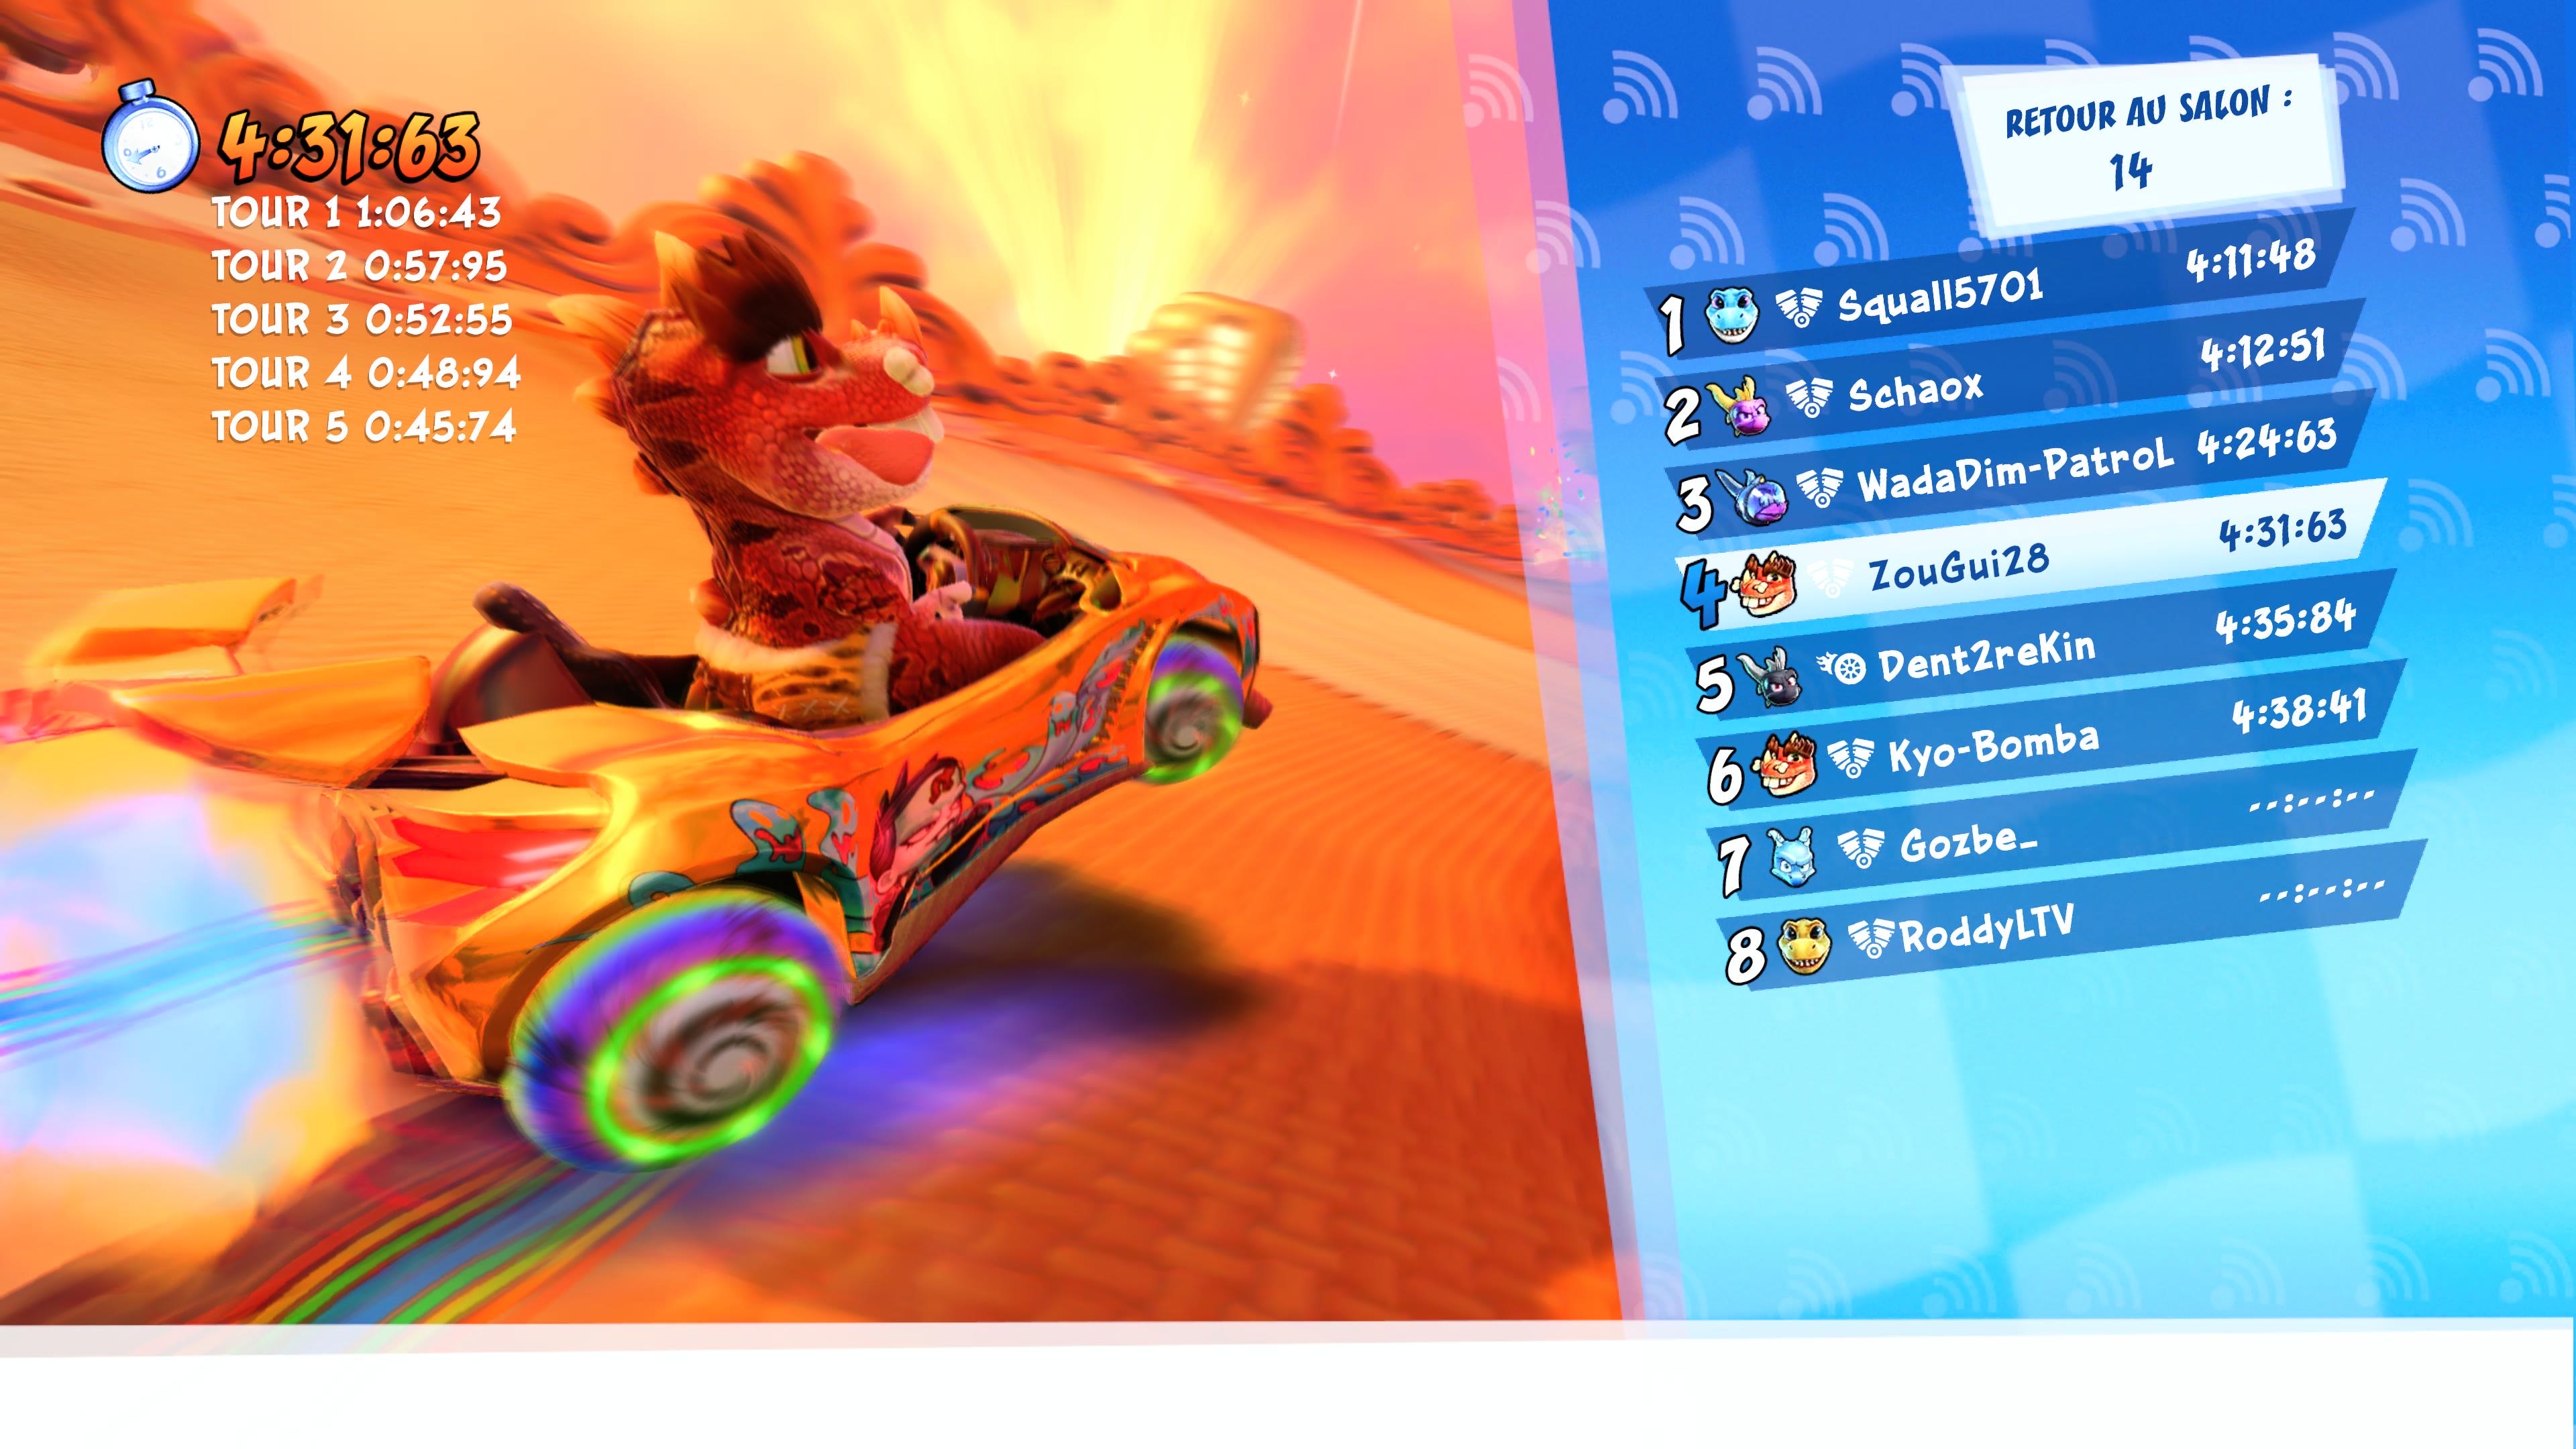 4:31:63
TOUR 1 1:06:43
TOUR 2 0:57:95
TOUR 3 0:52:55
TOUR 4 0:48:94
TOUR 5 0:45:74
RETOUR AU SALON :
14
1 Squall5701 4:11:48
2 Schaox 4:12:51
3 WadaDim-PatroL 4:24:63
4 ZouGui28 4:31:63
5 Dent2reKin 4:35:84
6 Kyo-Bomba 4:38:41
7 Gozbe_ --:--:--
8 RoddyLTV --:--:--